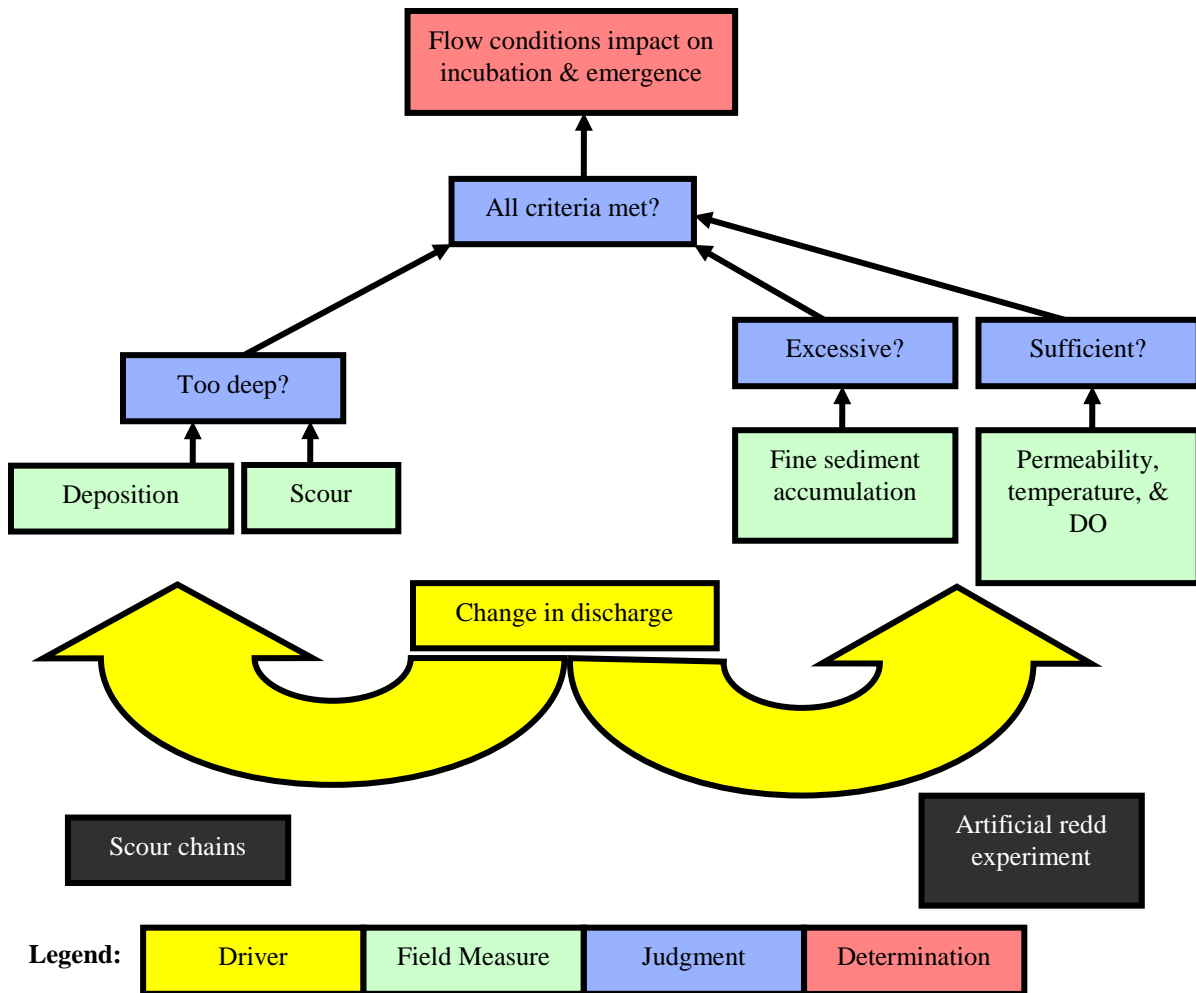 Flow conditions impact on
incubation & emergence
All criteria met?
Too deep?
Excessive?
Sufficient?
Deposition
Scour
Fine sediment
accumulation
Permeability,
temperature, &
DO
Change in discharge
Scour chains
Artificial redd
experiment
Legend:
Driver
Field Measure
Judgment
Determination